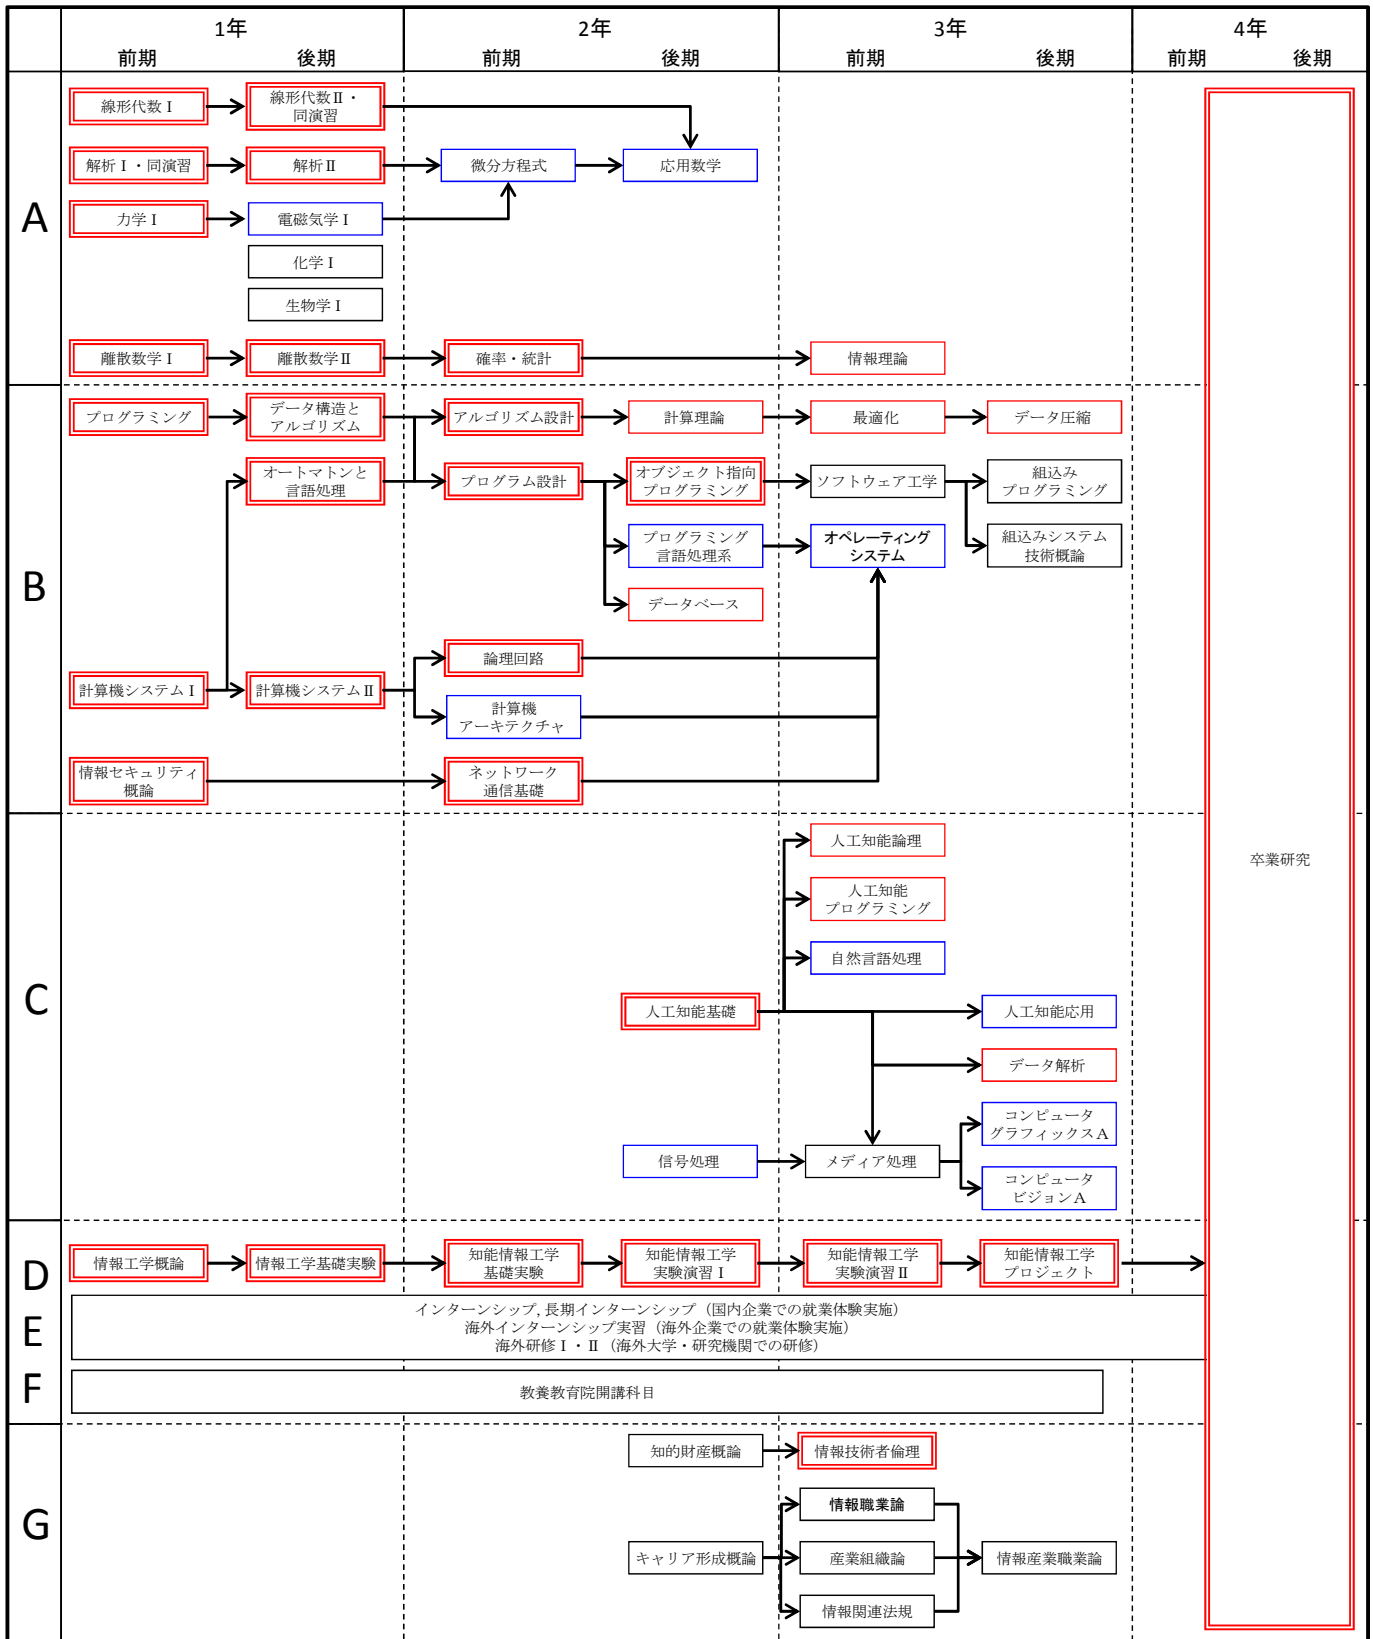 1年
2年
3年
4年
前期
後期
前期
後期
前期
後期
前期
後期
A
線形代数Ⅰ
線形代数Ⅱ・
同演習
解析Ⅰ・同演習
解析Ⅱ
微分方程式
応用数学
力学Ⅰ
電磁気学Ⅰ
化学Ⅰ
生物学Ⅰ
離散数学Ⅰ
離散数学Ⅱ
確率・統計
情報理論
B
プログラミング
データ構造と
アルゴリズム
アルゴリズム設計
計算理論
最適化
データ圧縮
オートマトンと
言語処理
プログラム設計
オブジェクト指向
プログラミング
ソフトウェア工学
組込み
プログラミング
プログラミング
言語処理系
オペレーティング
システム
組込みシステム
技術概論
データベース
論理回路
計算機システムⅠ
計算機システムⅡ
計算機
アーキテクチャ
情報セキュリティ
概論
ネットワーク
通信基礎
C
人工知能論理
人工知能
プログラミング
自然言語処理
人工知能基礎
人工知能応用
データ解析
コンピュータ
グラフィックスA
信号処理
メディア処理
コンピュータ
ビジョンA
卒業研究
D
情報工学概論
情報工学基礎実験
知能情報工学
基礎実験
知能情報工学
実験演習Ⅰ
知能情報工学
実験演習Ⅱ
知能情報工学
プロジェクト
E
インターンシップ, 長期インターンシップ（国内企業での就業体験実施）
海外インターンシップ実習（海外企業での就業体験実施）
海外研修Ⅰ・Ⅱ（海外大学・研究機関での研修）
F
教養教育院開講科目
G
知的財産概論
情報技術者倫理
情報職業論
キャリア形成概論
産業組織論
情報産業職業論
情報関連法規